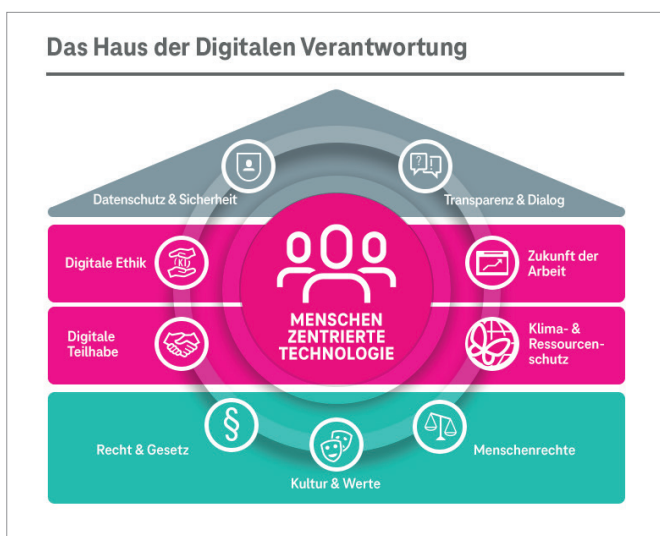 Das Haus der Digitalen Verantwortung
Datenschutz & Sicherheit
Transparenz & Dialog
Digitale Ethik
KI
Zukunft der
Arbeit
MENSCHEN
ZENTRIERTE
TECHNOLOGIE
Digitale
Teilhabe
Klima- &
Ressourcen-
schutz
Recht & Gesetz
§
Kultur & Werte
Menschenrechte